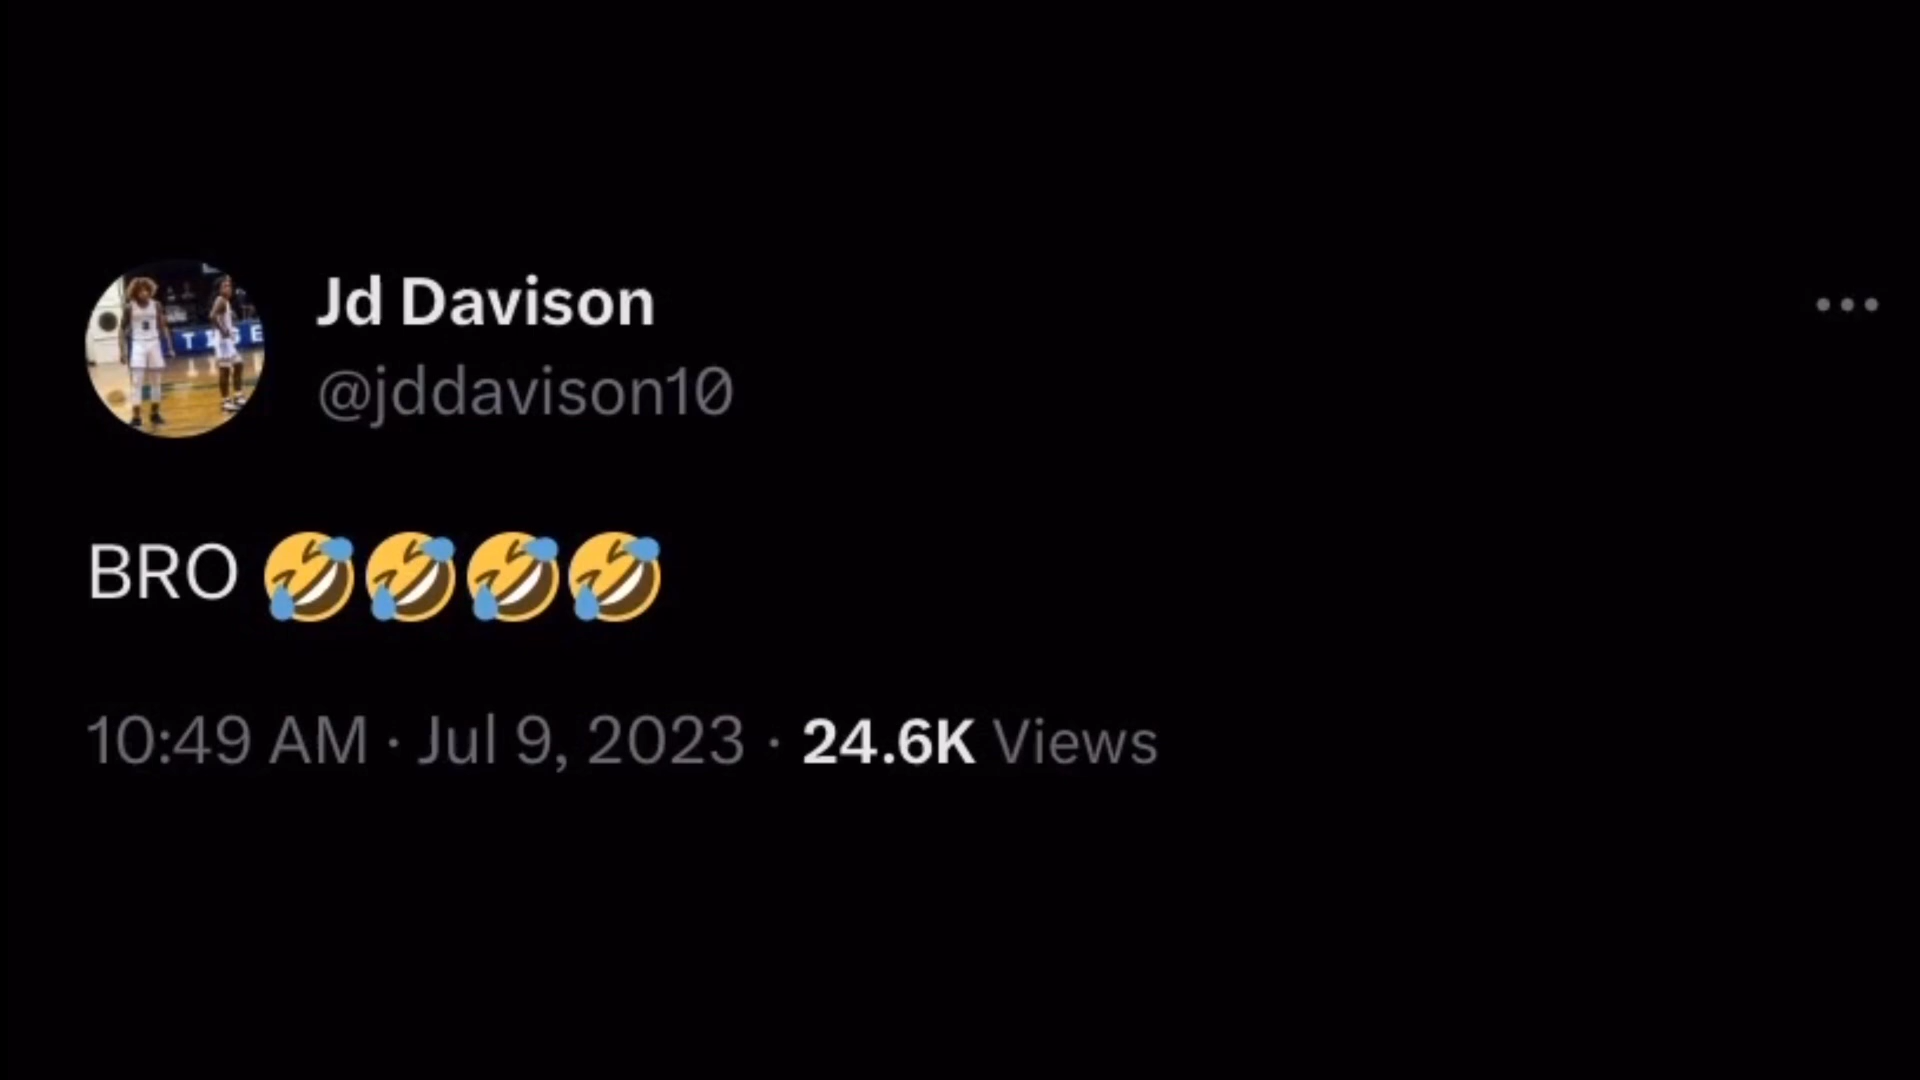 Jd Davison
@jddavison10
BRO 🤣🤣🤣🤣
10:49 AM · Jul 9, 2023 · 24.6K Views